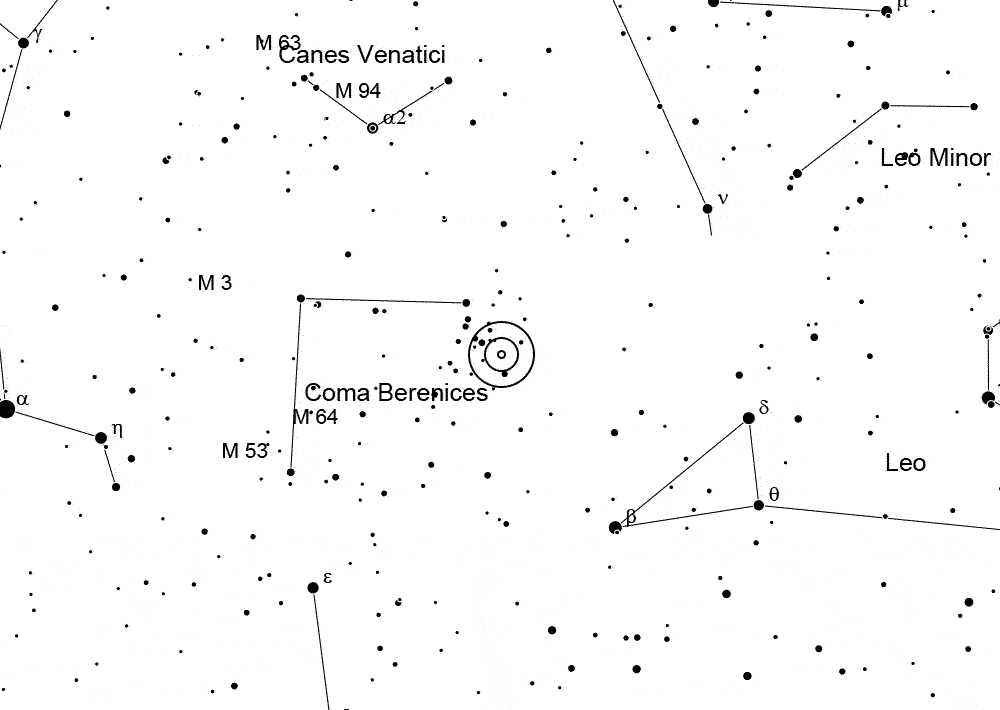 γ
μ
M 63
Canes Venatici
M 94
α2
Leo Minor
ν
M 3
Coma Berenices
α
M 64
δ
η
M 53
Leo
θ
β
ε